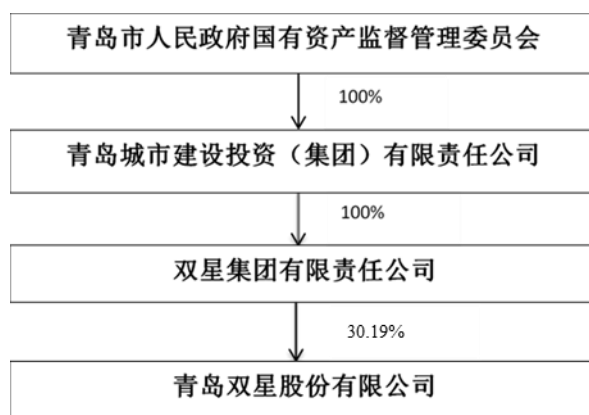 青岛市人民政府国有资产监督管理委员会
100%
青岛城市建设投资（集团）有限责任公司
100%
双星集团有限责任公司
30.19%
青岛双星股份有限公司